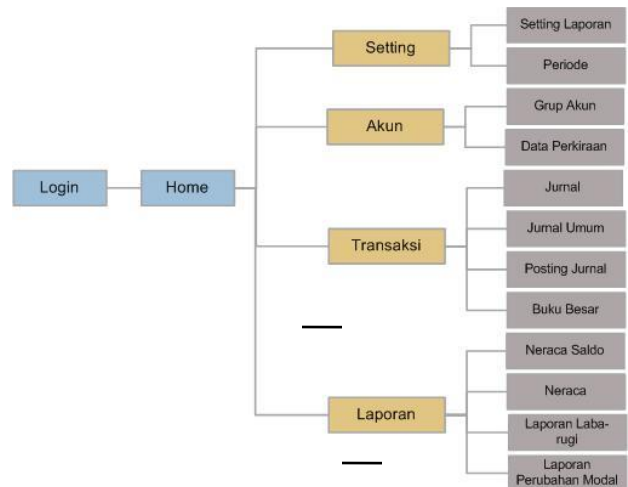 Login
Home
Setting
Setting Laporan
Periode
Akun
Grup Akun
Data Perkiraan
Transaksi
Jurnal
Jurnal Umum
Posting Jurnal
Buku Besar
Laporan
Neraca Saldo
Neraca
Laporan Laba-
rugi
Laporan
Perubahan Modal